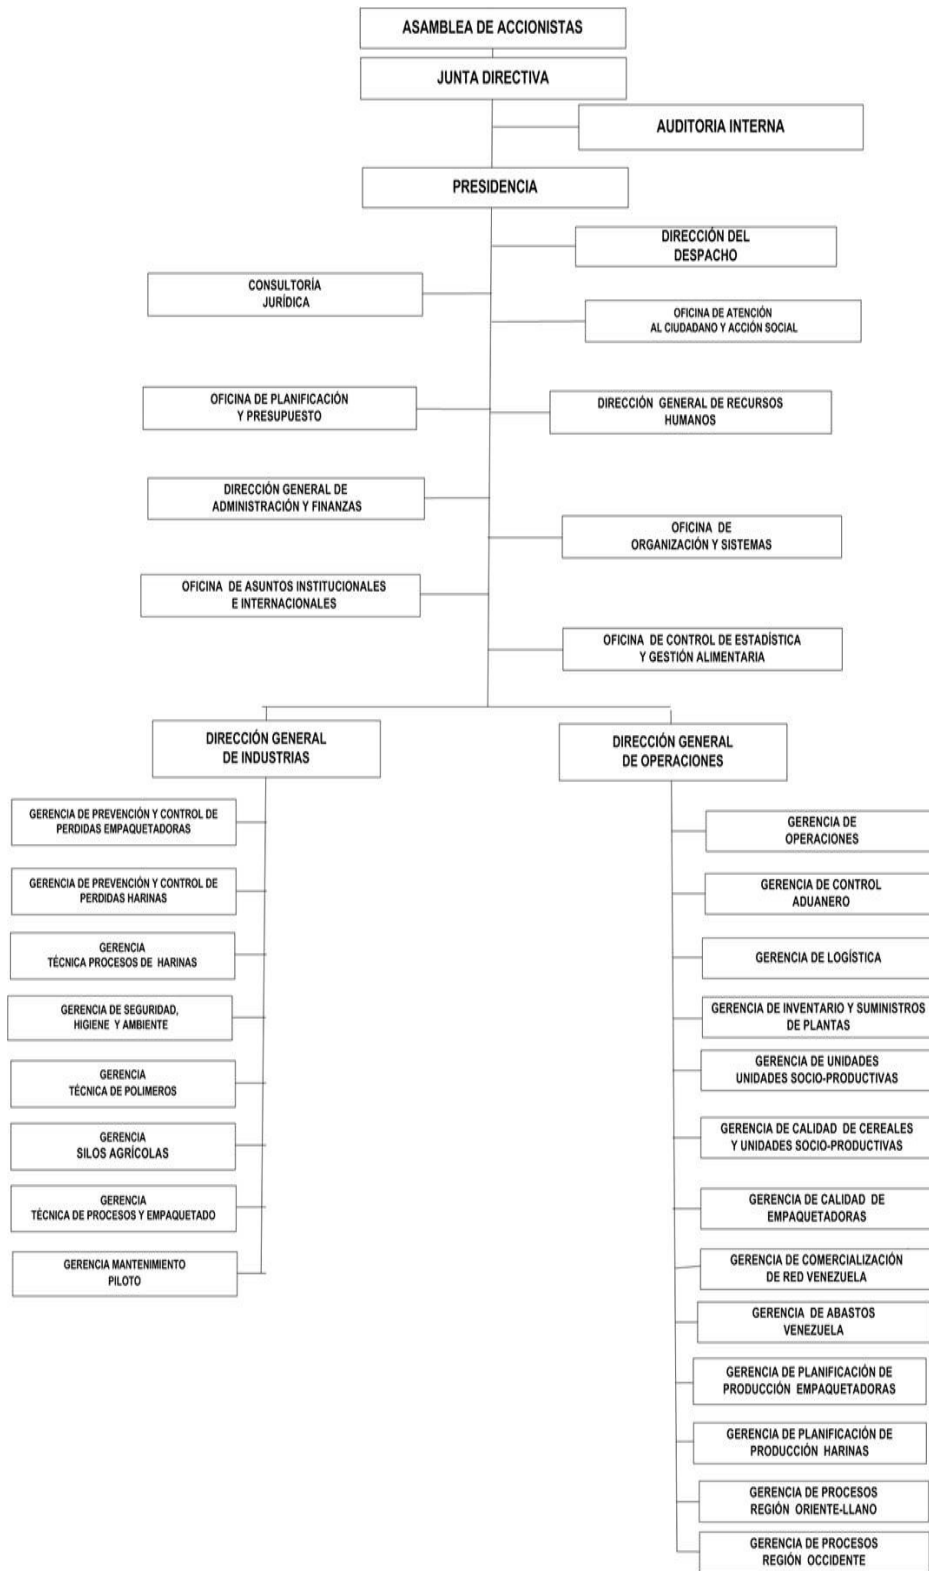 ASAMBLEA DE ACCIONISTAS
JUNTA DIRECTIVA
AUDITORIA INTERNA
PRESIDENCIA
DIRECCIÓN DEL
DESPACHO
CONSULTORÍA
JURÍDICA
OFICINA DE ATENCIÓN
AL CIUDADANO Y ACCIÓN SOCIAL
OFICINA DE PLANIFICACIÓN
Y PRESUPUESTO
DIRECCIÓN GENERAL DE RECURSOS
HUMANOS
DIRECCIÓN GENERAL DE
ADMINISTRACIÓN Y FINANZAS
OFICINA DE
ORGANIZACIÓN Y SISTEMAS
OFICINA DE ASUNTOS INSTITUCIONALES
E INTERNACIONALES
OFICINA DE CONTROL DE ESTADÍSTICA
Y GESTIÓN ALIMENTARIA
DIRECCIÓN GENERAL
DE INDUSTRIAS
GERENCIA DE PREVENCIÓN Y CONTROL DE
PERDIDAS EMPAQUETADORAS
GERENCIA DE PREVENCIÓN Y CONTROL DE
PERDIDAS HARINAS
GERENCIA
TÉCNICA PROCESOS DE HARINAS
GERENCIA DE SEGURIDAD,
HIGIENE Y AMBIENTE
GERENCIA
TÉCNICA DE POLIMEROS
GERENCIA
SILOS AGRÍCOLAS
GERENCIA
TÉCNICA DE PROCESOS Y EMPAQUETADO
GERENCIA MANTENIMIENTO
PILOTO
DIRECCIÓN GENERAL
DE OPERACIONES
GERENCIA DE
OPERACIONES
GERENCIA DE CONTROL
ADUANERO
GERENCIA DE LOGÍSTICA
GERENCIA DE INVENTARIO Y SUMINISTROS
DE PLANTAS
GERENCIA DE UNIDADES
UNIDADES SOCIO-PRODUCTIVAS
GERENCIA DE CALIDAD DE CEREALES
Y UNIDADES SOCIO-PRODUCTIVAS
GERENCIA DE CALIDAD DE
EMPAQUETADORAS
GERENCIA DE COMERCIALIZACIÓN
DE RED VENEZUELA
GERENCIA DE ABASTOS
VENEZUELA
GERENCIA DE PLANIFICACIÓN DE
PRODUCCIÓN EMPAQUETADORAS
GERENCIA DE PLANIFICACIÓN DE
PRODUCCIÓN HARINAS
GERENCIA DE PROCESOS
REGIÓN ORIENTE-LLANO
GERENCIA DE PROCESOS
REGIÓN OCCIDENTE